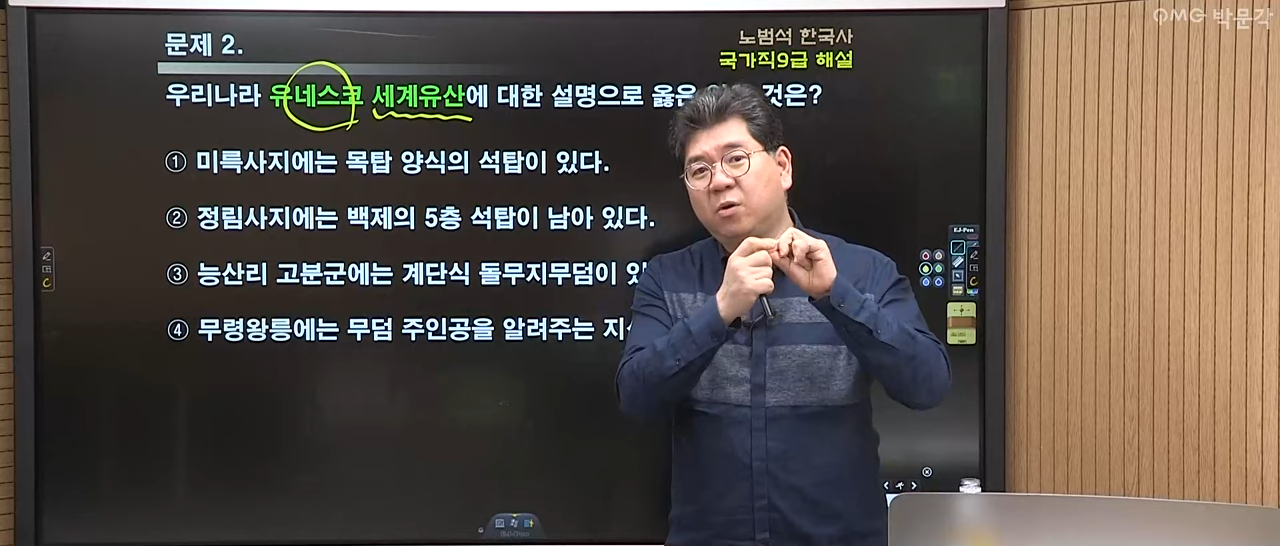 OMG 박문각
문제 2.
노범석 한국사
국가직9급 해설
우리나라 유네스코 세계유산에 대한 설명으로 옳은 것은?
① 미륵사지에는 목탑 양식의 석탑이 있다.
② 정림사지에는 백제의 5층 석탑이 남아 있다.
③ 능산리 고분군에는 계단식 돌무지무덤이
④ 무령왕릉에는 무덤 주인공을 알려주는
EJ-Pen